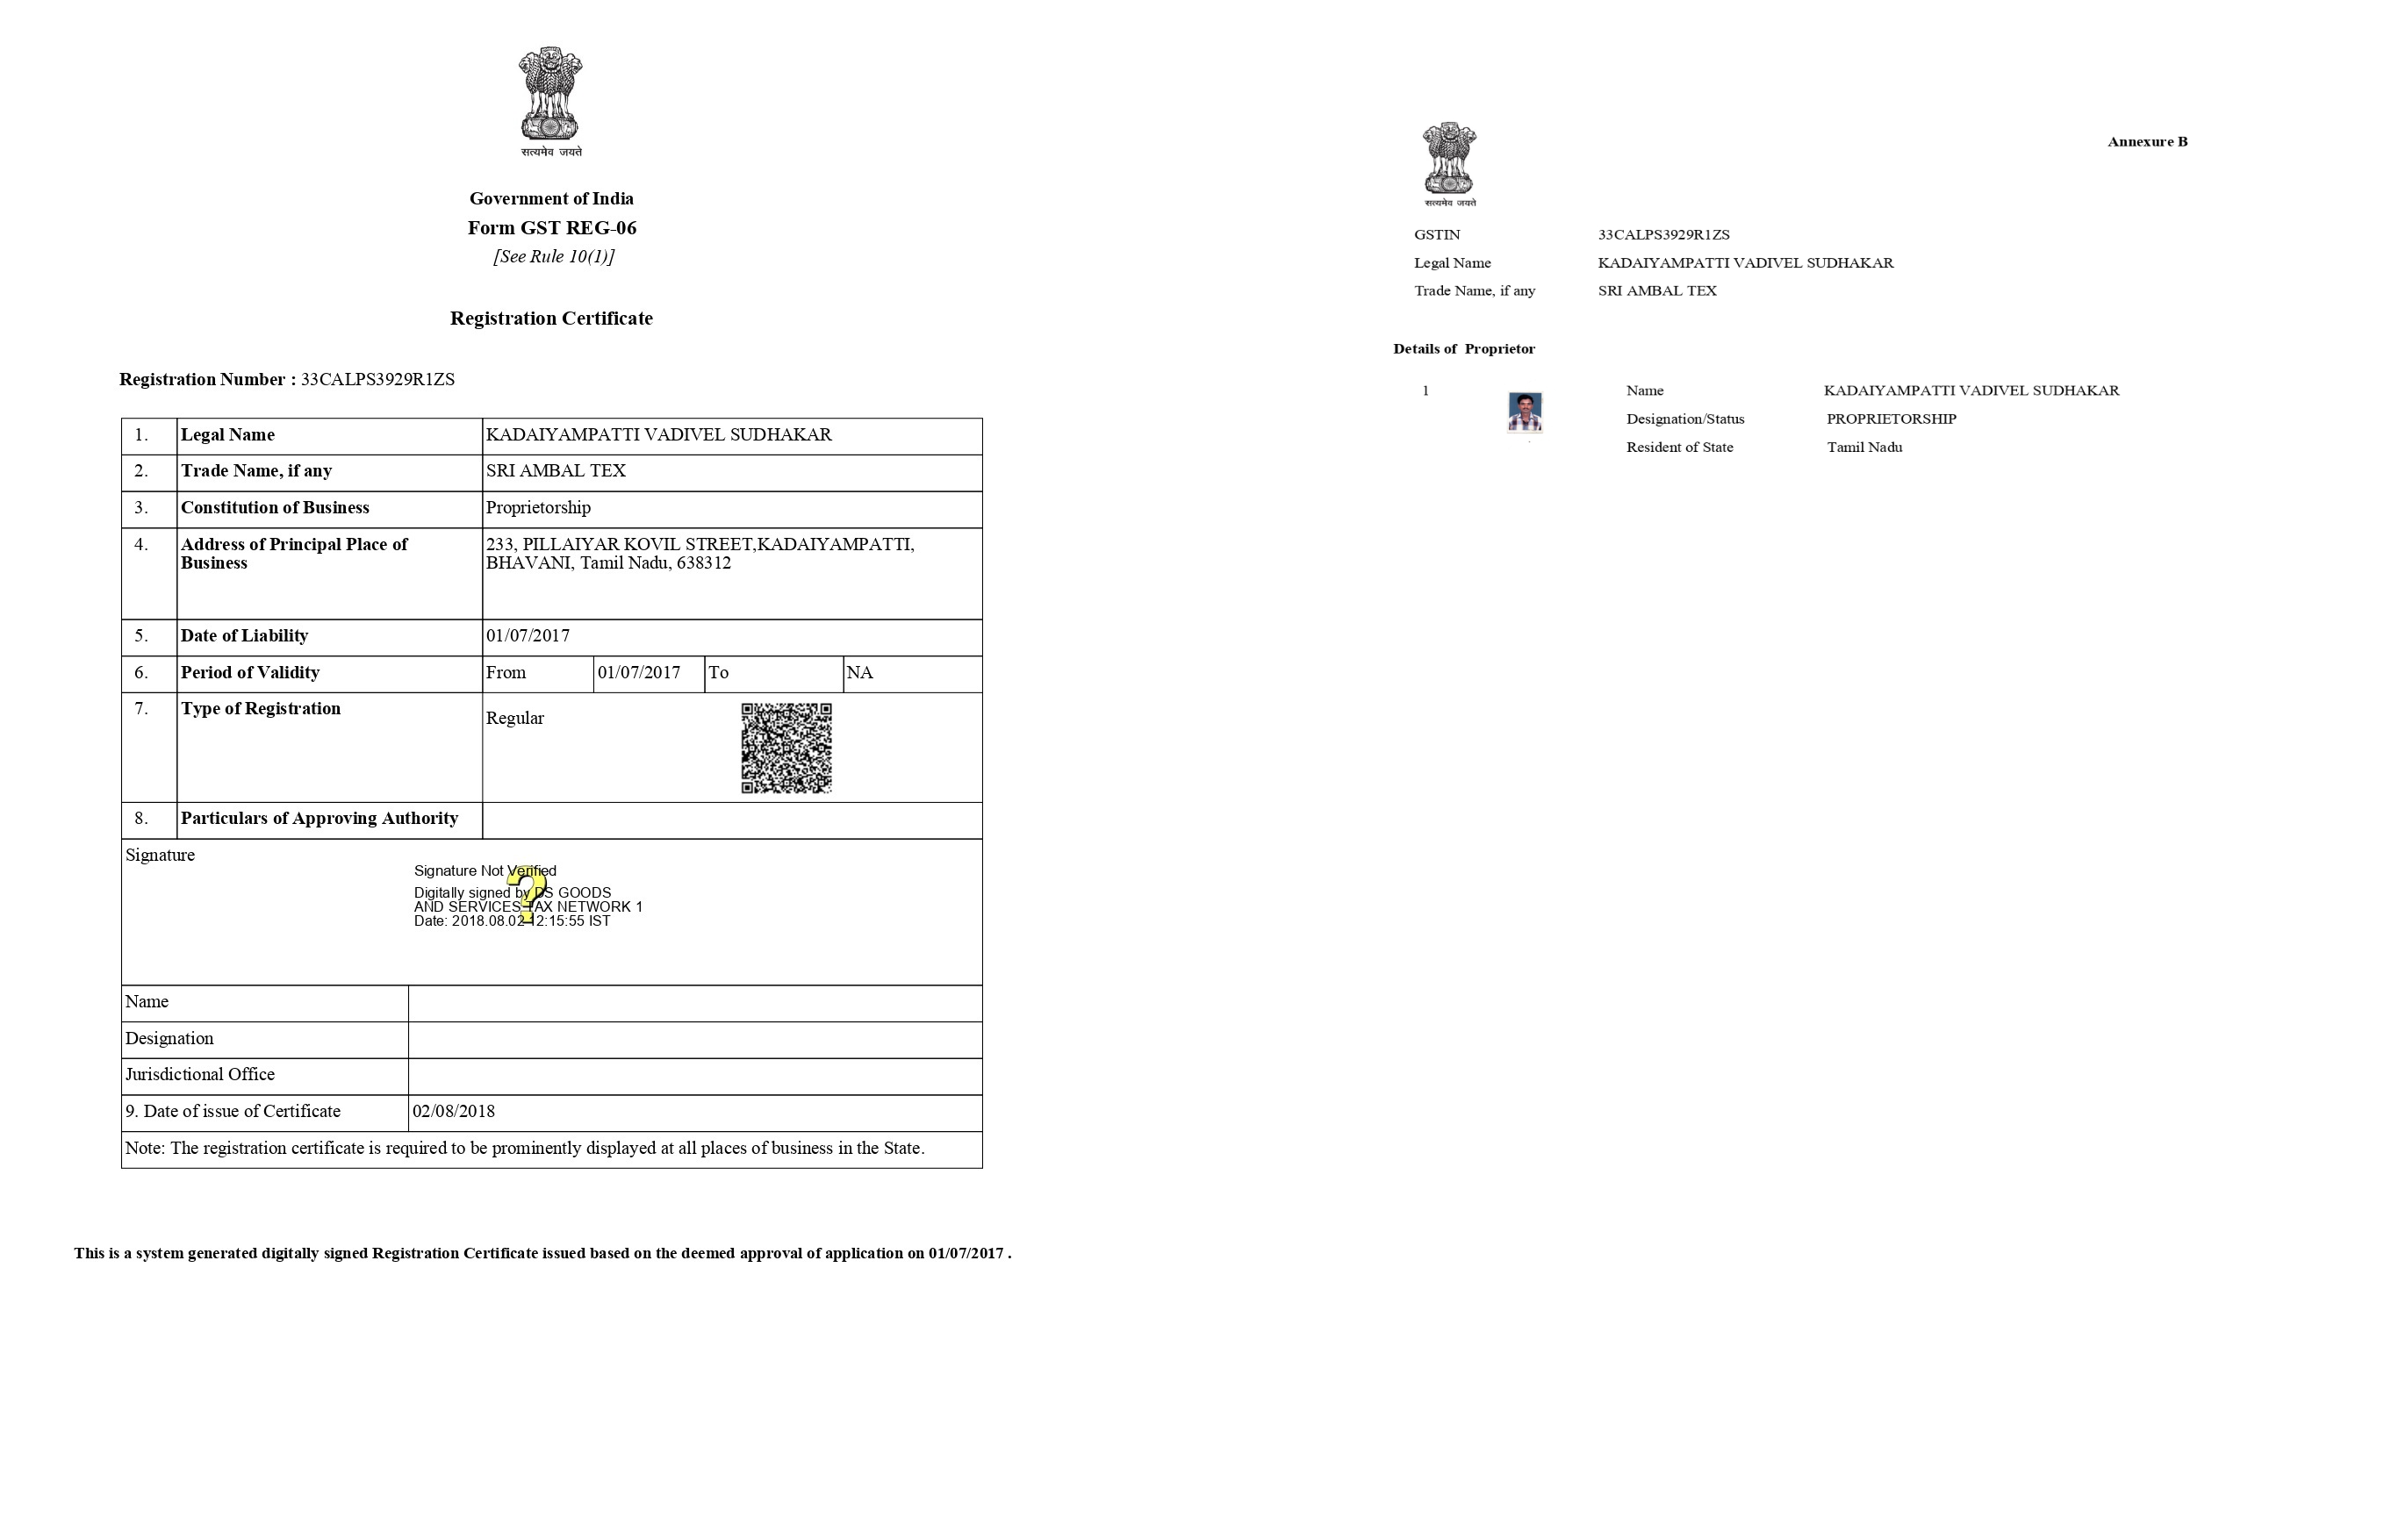 सत्यमेव जयते
Government of India
Form GST REG-06
[See Rule 10(1)]
Registration Certificate
Registration Number : 33CALPS3929R1ZS
1. Legal Name KADAIYAMPATTI VADIVEL SUDHAKAR
2. Trade Name, if any SRI AMBAL TEX
3. Constitution of Business Proprietorship
4. Address of Principal Place of 233, PILLAIYAR KOVIL STREET,KADAIYAMPATTI,
Business BHAVANI, Tamil Nadu, 638312
5. Date of Liability 01/07/2017
6. Period of Validity From 01/07/2017 To NA
7. Type of Registration Regular
8. Particulars of Approving Authority
Signature
Signature Not Verified
Digitally signed by DS GOODS
AND SERVICES TAX NETWORK 1
Date: 2018.08.02 12:15:55 IST
Name
Designation
Jurisdictional Office
9. Date of issue of Certificate 02/08/2018
Note: The registration certificate is required to be prominently displayed at all places of business in the State.
This is a system generated digitally signed Registration Certificate issued based on the deemed approval of application on 01/07/2017 .
Annexure B
सत्यमेव जयते
GSTIN 33CALPS3929R1ZS
Legal Name KADAIYAMPATTI VADIVEL SUDHAKAR
Trade Name, if any SRI AMBAL TEX
Details of Proprietor
1 Name KADAIYAMPATTI VADIVEL SUDHAKAR
Designation/Status PROPRIETORSHIP
Resident of State Tamil Nadu